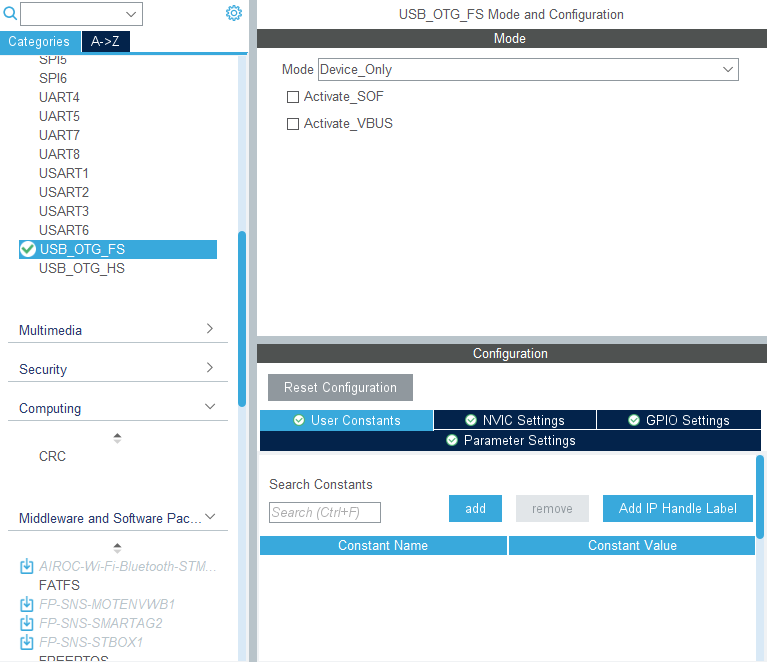 Categories
A->Z
SPI5
SPI6
UART4
UART5
UART7
UART8
USART1
USART2
USART3
USART6
USB_OTG_FS
USB_OTG_HS
Multimedia
Security
Computing
CRC
Middleware and Software Pac...
AIROC-Wi-Fi-Bluetooth-STM...
FATFS
FP-SNS-MOTENVWB1
FP-SNS-SMARTAG2
FP-SNS-STBOX1
FREERTOS
USB_OTG_FS Mode and Configuration
Mode
Mode Device_Only
Activate_SOF
Activate_VBUS
Configuration
Reset Configuration
User Constants
NVIC Settings
GPIO Settings
Parameter Settings
Search Constants
Search (Ctrl+F)
add
remove
Add IP Handle Label
Constant Name
Constant Value